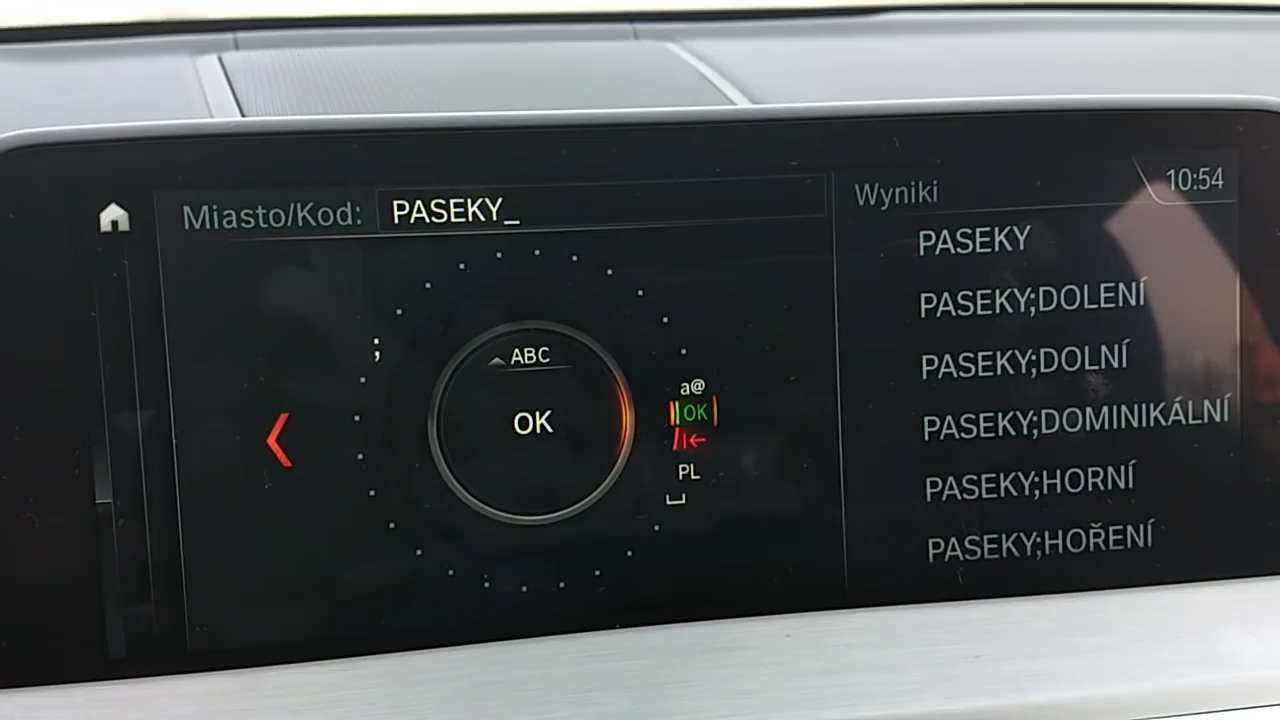 Miasto/Kod: PASEKY_
;
ABC
OK
a@
OK
PL
Wyniki
10:54
PASEKY
PASEKY;DOLENÍ
PASEKY;DOLNÍ
PASEKY;DOMINIKÁLNÍ
PASEKY;HORNÍ
PASEKY;HOŘENÍ